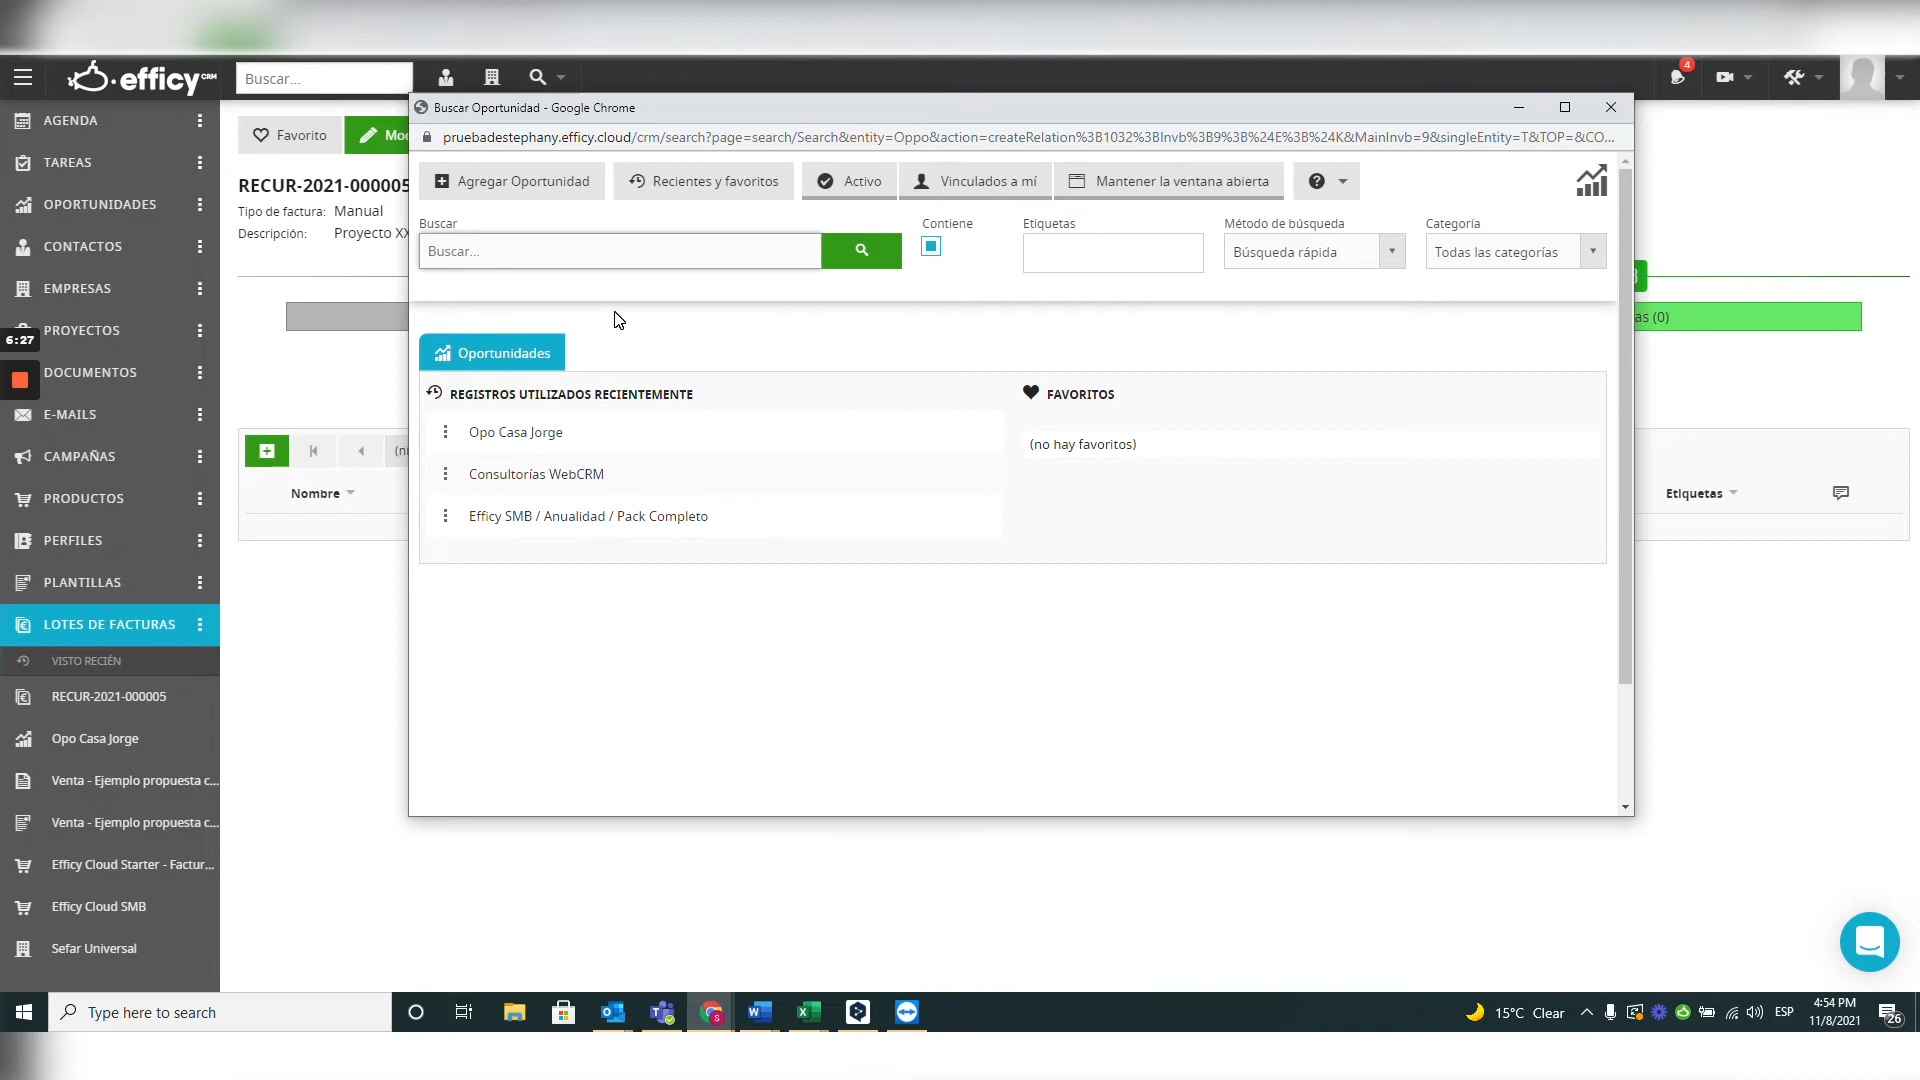 efficy CRM
Buscar...
4
Buscar Oportunidad - Google Chrome
pruebadestephany.efficy.cloud/crm/search?page=search/Search&entity=Oppo&action=createRelation%3B1032%3BInvb%3B9%3B%24E%3B%24K&MainInvb=9&singleEntity=T&TOP=&CO...
AGENDA
TAREAS
OPORTUNIDADES
CONTACTOS
EMPRESAS
PROYECTOS
6:27
DOCUMENTOS
E-MAILS
CAMPAÑAS
PRODUCTOS
PERFILES
PLANTILLAS
LOTES DE FACTURAS
VISTO RECIÉN
RECUR-2021-000005
Opo Casa Jorge
Venta - Ejemplo propuesta c...
Venta - Ejemplo propuesta c...
Efficy Cloud Starter - Factur...
Efficy Cloud SMB
Sefar Universal
Favorito
Mod
RECUR-2021-000005
Tipo de factura: Manual
Descripción: Proyecto XX
(ni
Nombre
Agregar Oportunidad
Recientes y favoritos
Activo
Vinculados a mí
Mantener la ventana abierta
Buscar
Contiene
Etiquetas
Método de búsqueda
Categoría
Buscar...
Búsqueda rápida
Todas las categorías
Oportunidades
REGISTROS UTILIZADOS RECIENTEMENTE
FAVORITOS
Opo Casa Jorge
(no hay favoritos)
Consultorías WebCRM
Efficy SMB / Anualidad / Pack Completo
as (0)
Etiquetas
Type here to search
15°C Clear
ESP
4:54 PM
11/8/2021
26